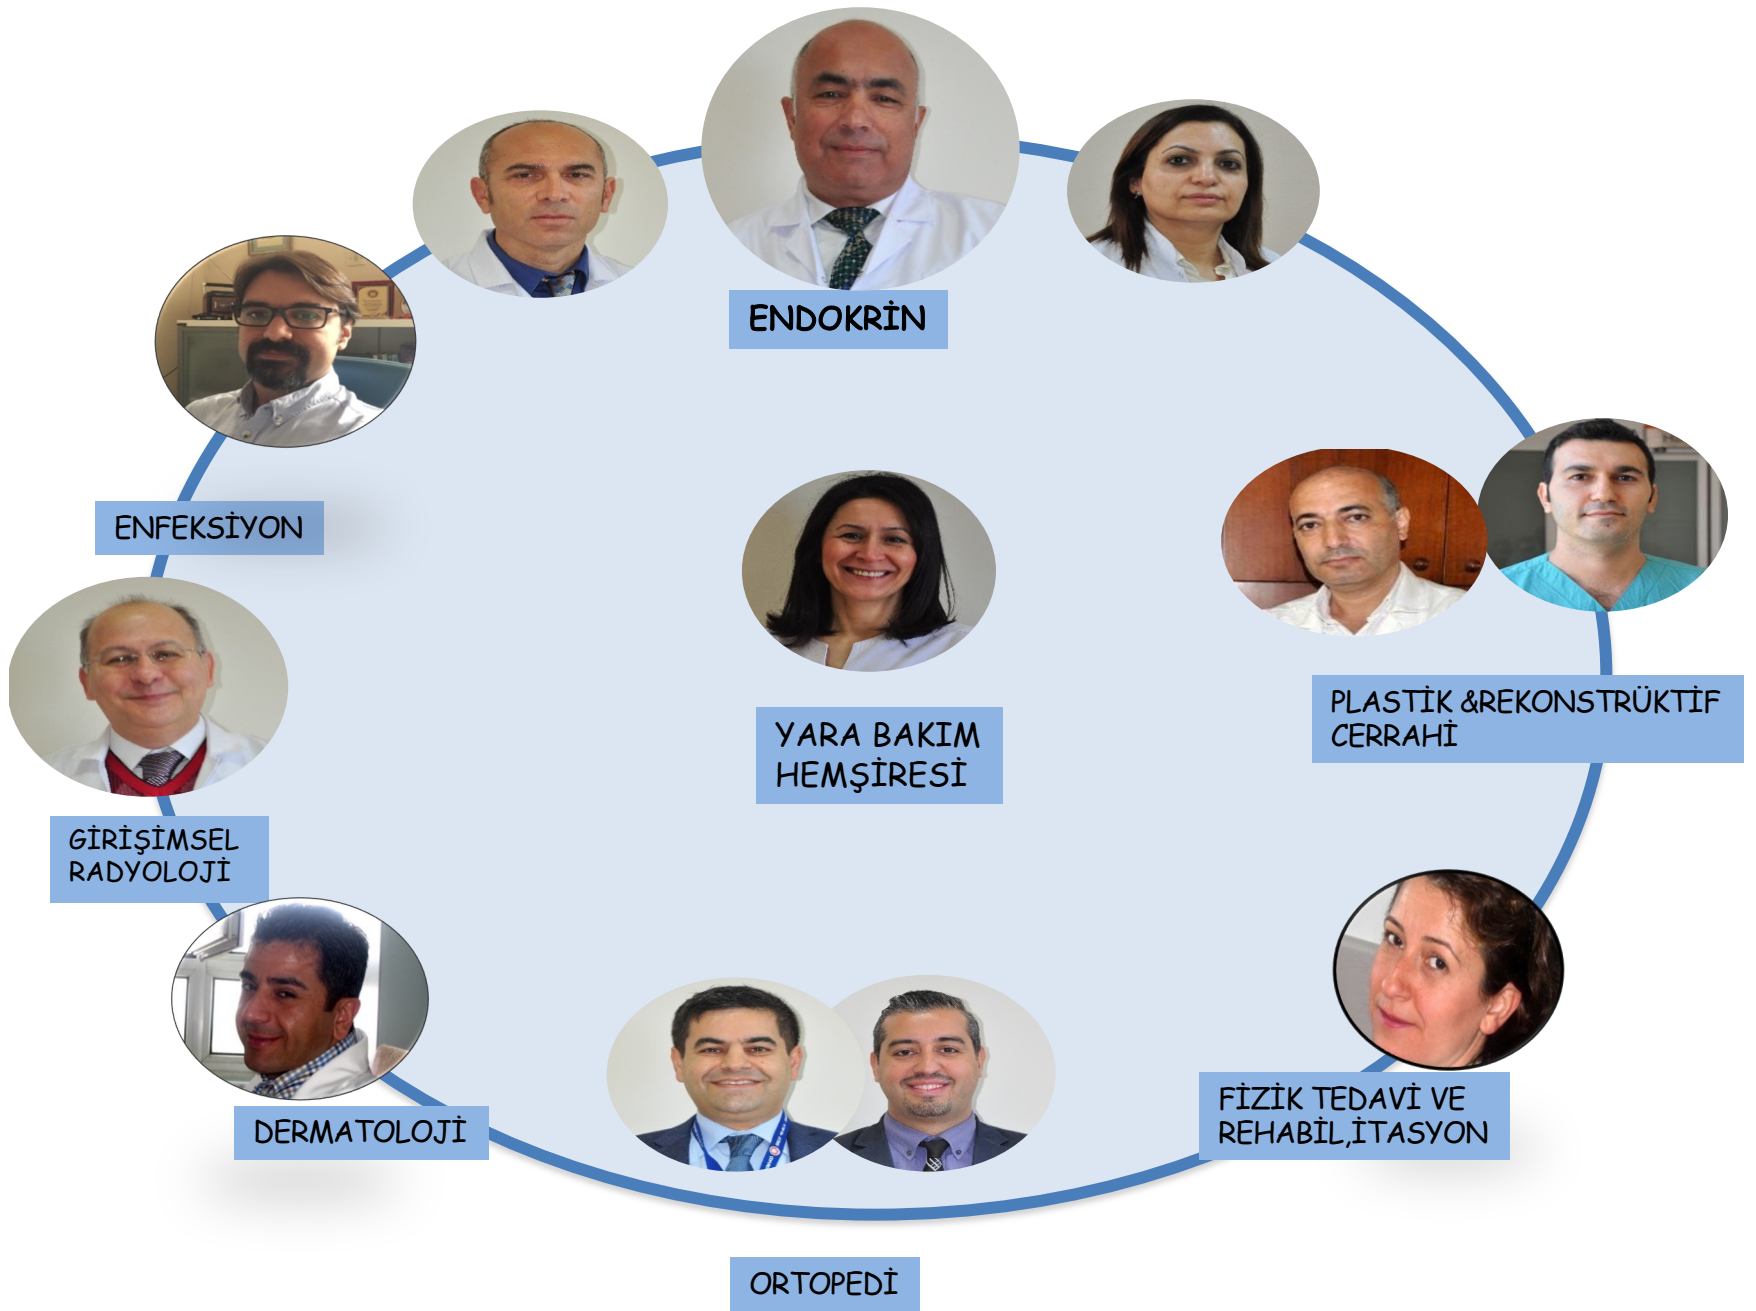 ENDOKRİN
ENFEKSİYON
PLASTİK &REKONSTRÜKTİF
CERRAHİ
YARA BAKIM
HEMŞİRESİ
GİRİŞİMSEL
RADYOLOJİ
FİZİK TEDAVİ VE
REHABİL,İTASYON
DERMATOLOJİ
ORTOPEDİ